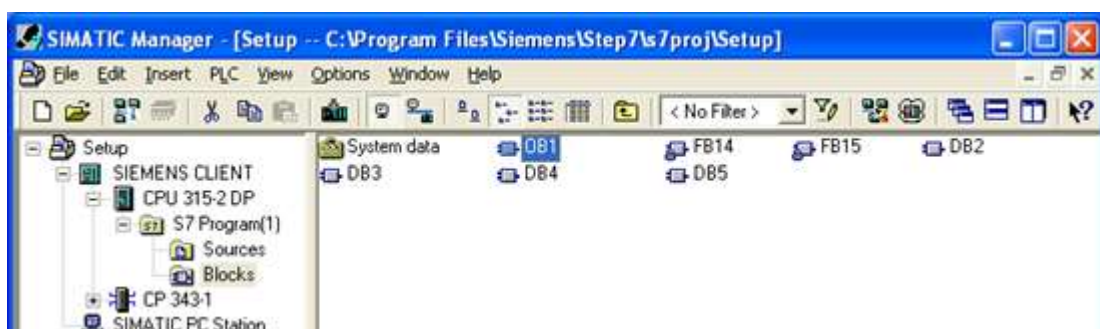 SIMATIC Manager - [Setup -- C:\Program Files\Siemens\Step7\s7proj\Setup]
File Edit Insert PLC View Options Window Help
< No Filter >
Setup
SIEMENS CLIENT
CPU 315-2 DP
S7 Program(1)
Sources
Blocks
CP 343-1
SIMATIC PC Station
System data OB1 FB14 FB15 DB2
DB3 DB4 DB5